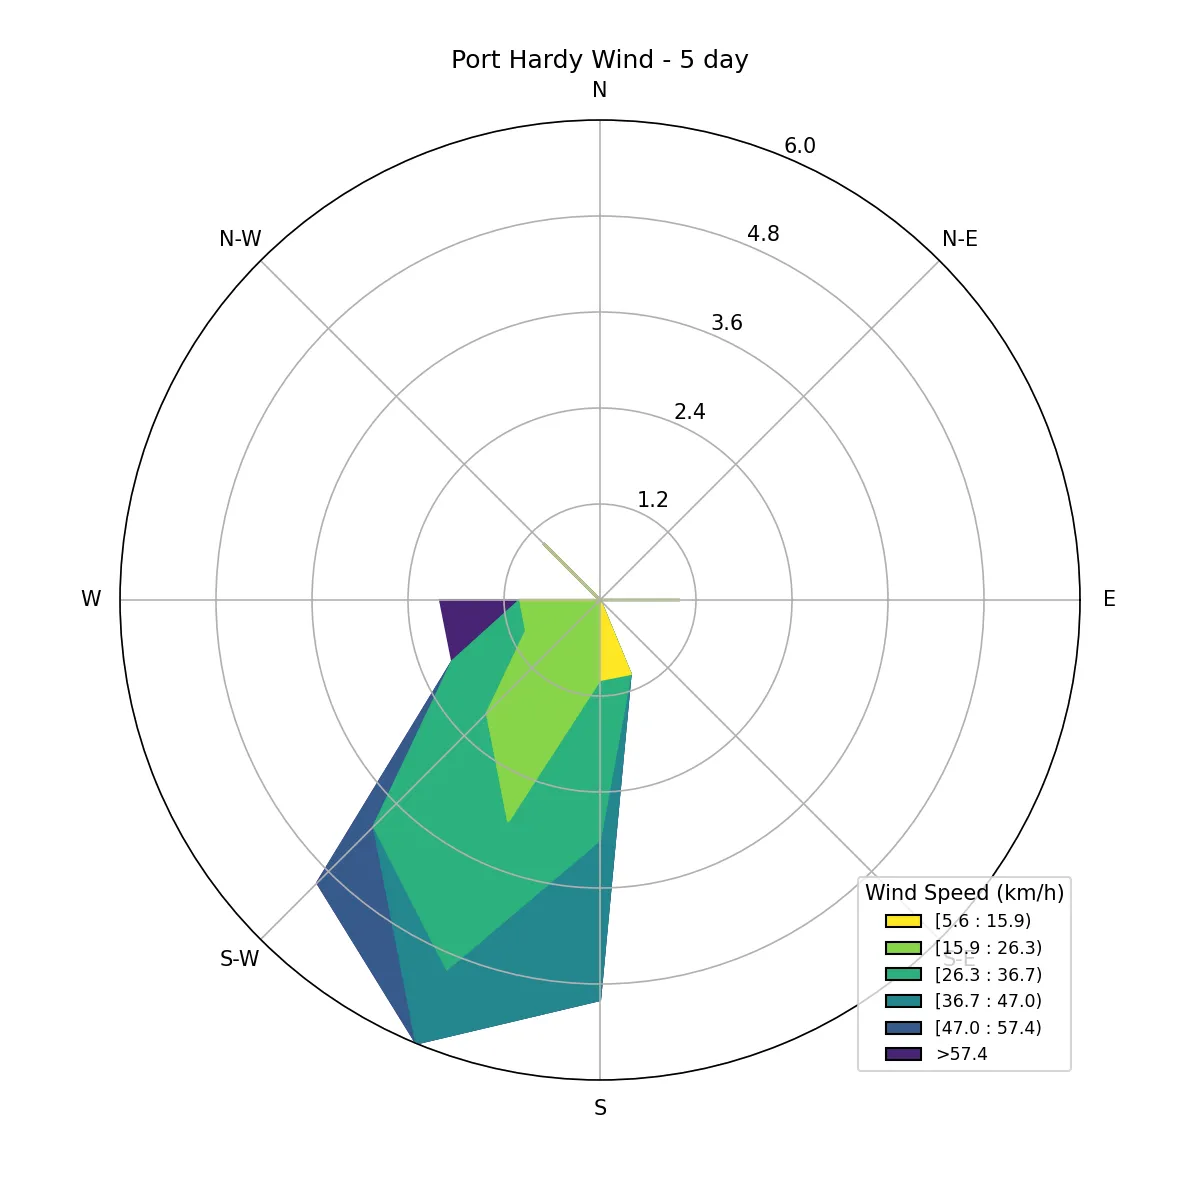 Port Hardy Wind - 5 day
N
6.0
4.8
N-W
N-E
3.6
2.4
1.2
W
E
Wind Speed (km/h)
[5.6 : 15.9)
[15.9 : 26.3)
S-W
S-E
[26.3 : 36.7)
[36.7 : 47.0)
[47.0 : 57.4)
>57.4
S